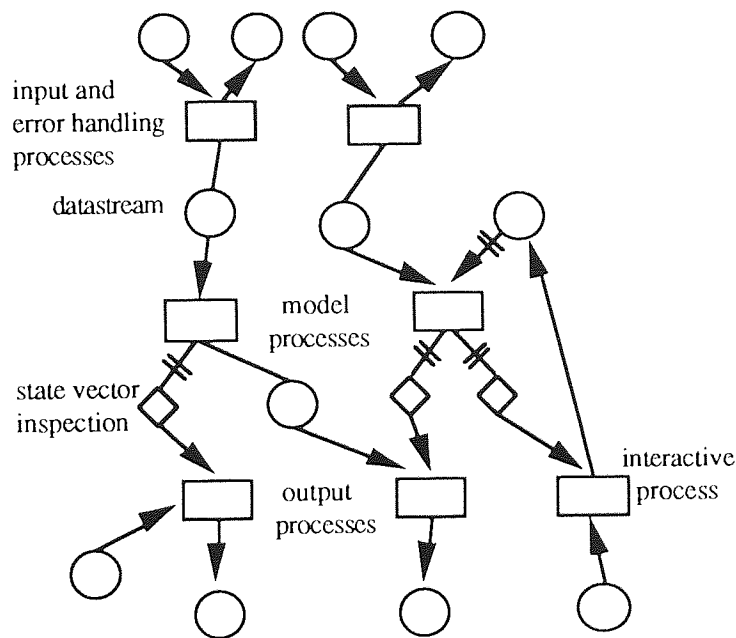 input and
error handling
processes
datastream
model
processes
state vector
inspection
interactive
process
output
processes